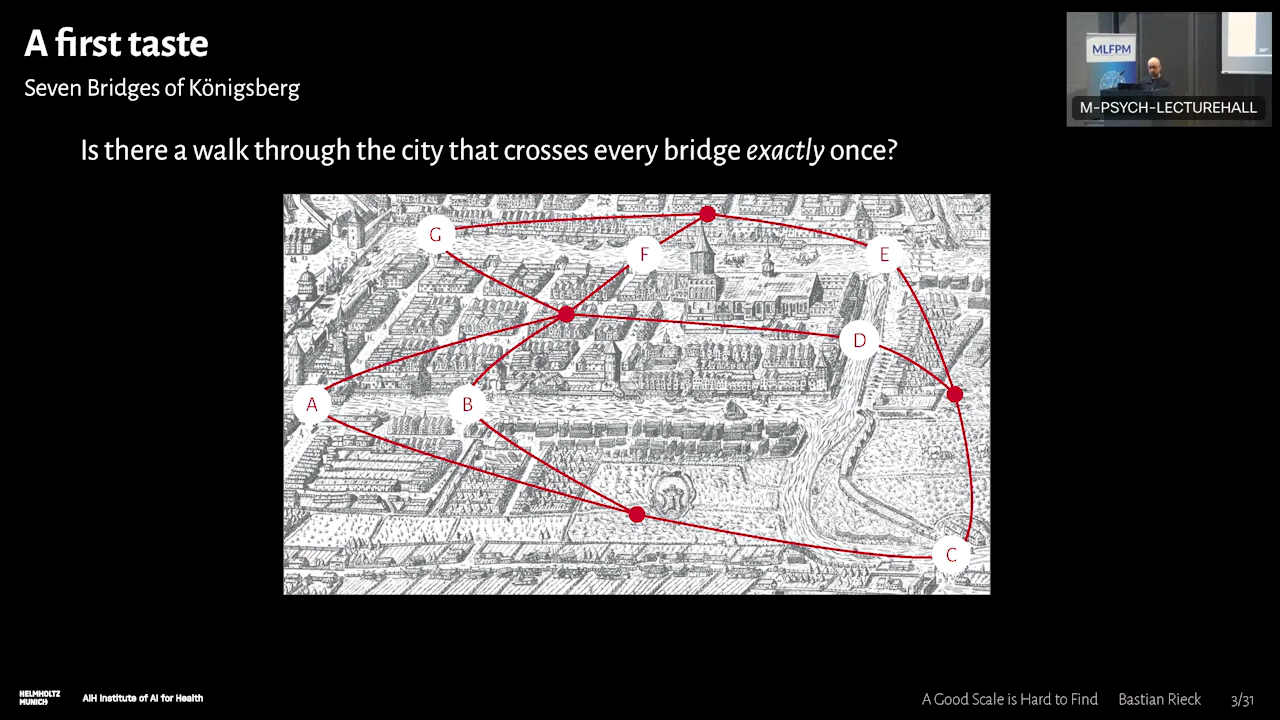 A first taste
Seven Bridges of Königsberg
MLFPM
M-PSYCH-LECTUREHALL
Is there a walk through the city that crosses every bridge exactly once?
G
F
E
D
A
B
C
HELMHOLTZ
MUNICH
AIH Institute of AI for Health
A Good Scale is Hard to Find
Bastian Rieck
3/31